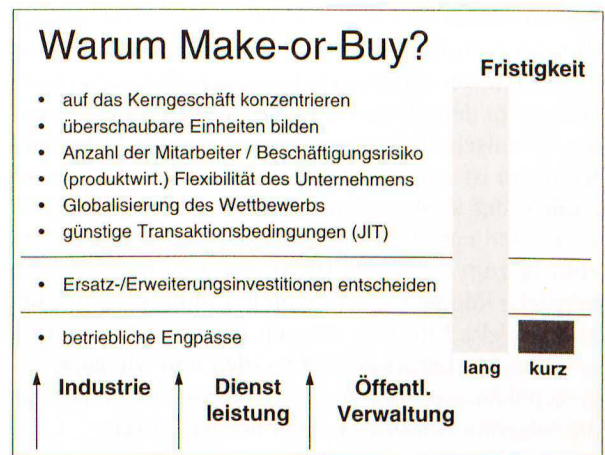 Warum Make-or-Buy?
Fristigkeit
• auf das Kerngeschäft konzentrieren
• überschaubare Einheiten bilden
• Anzahl der Mitarbeiter / Beschäftigungsrisiko
• (produktwirt.) Flexibilität des Unternehmens
• Globalisierung des Wettbewerbs
• günstige Transaktionsbedingungen (JIT)
• Ersatz-/Erweiterungsinvestitionen entscheiden
• betriebliche Engpässe
lang kurz
Industrie Dienst Öffentl.
leistung Verwaltung